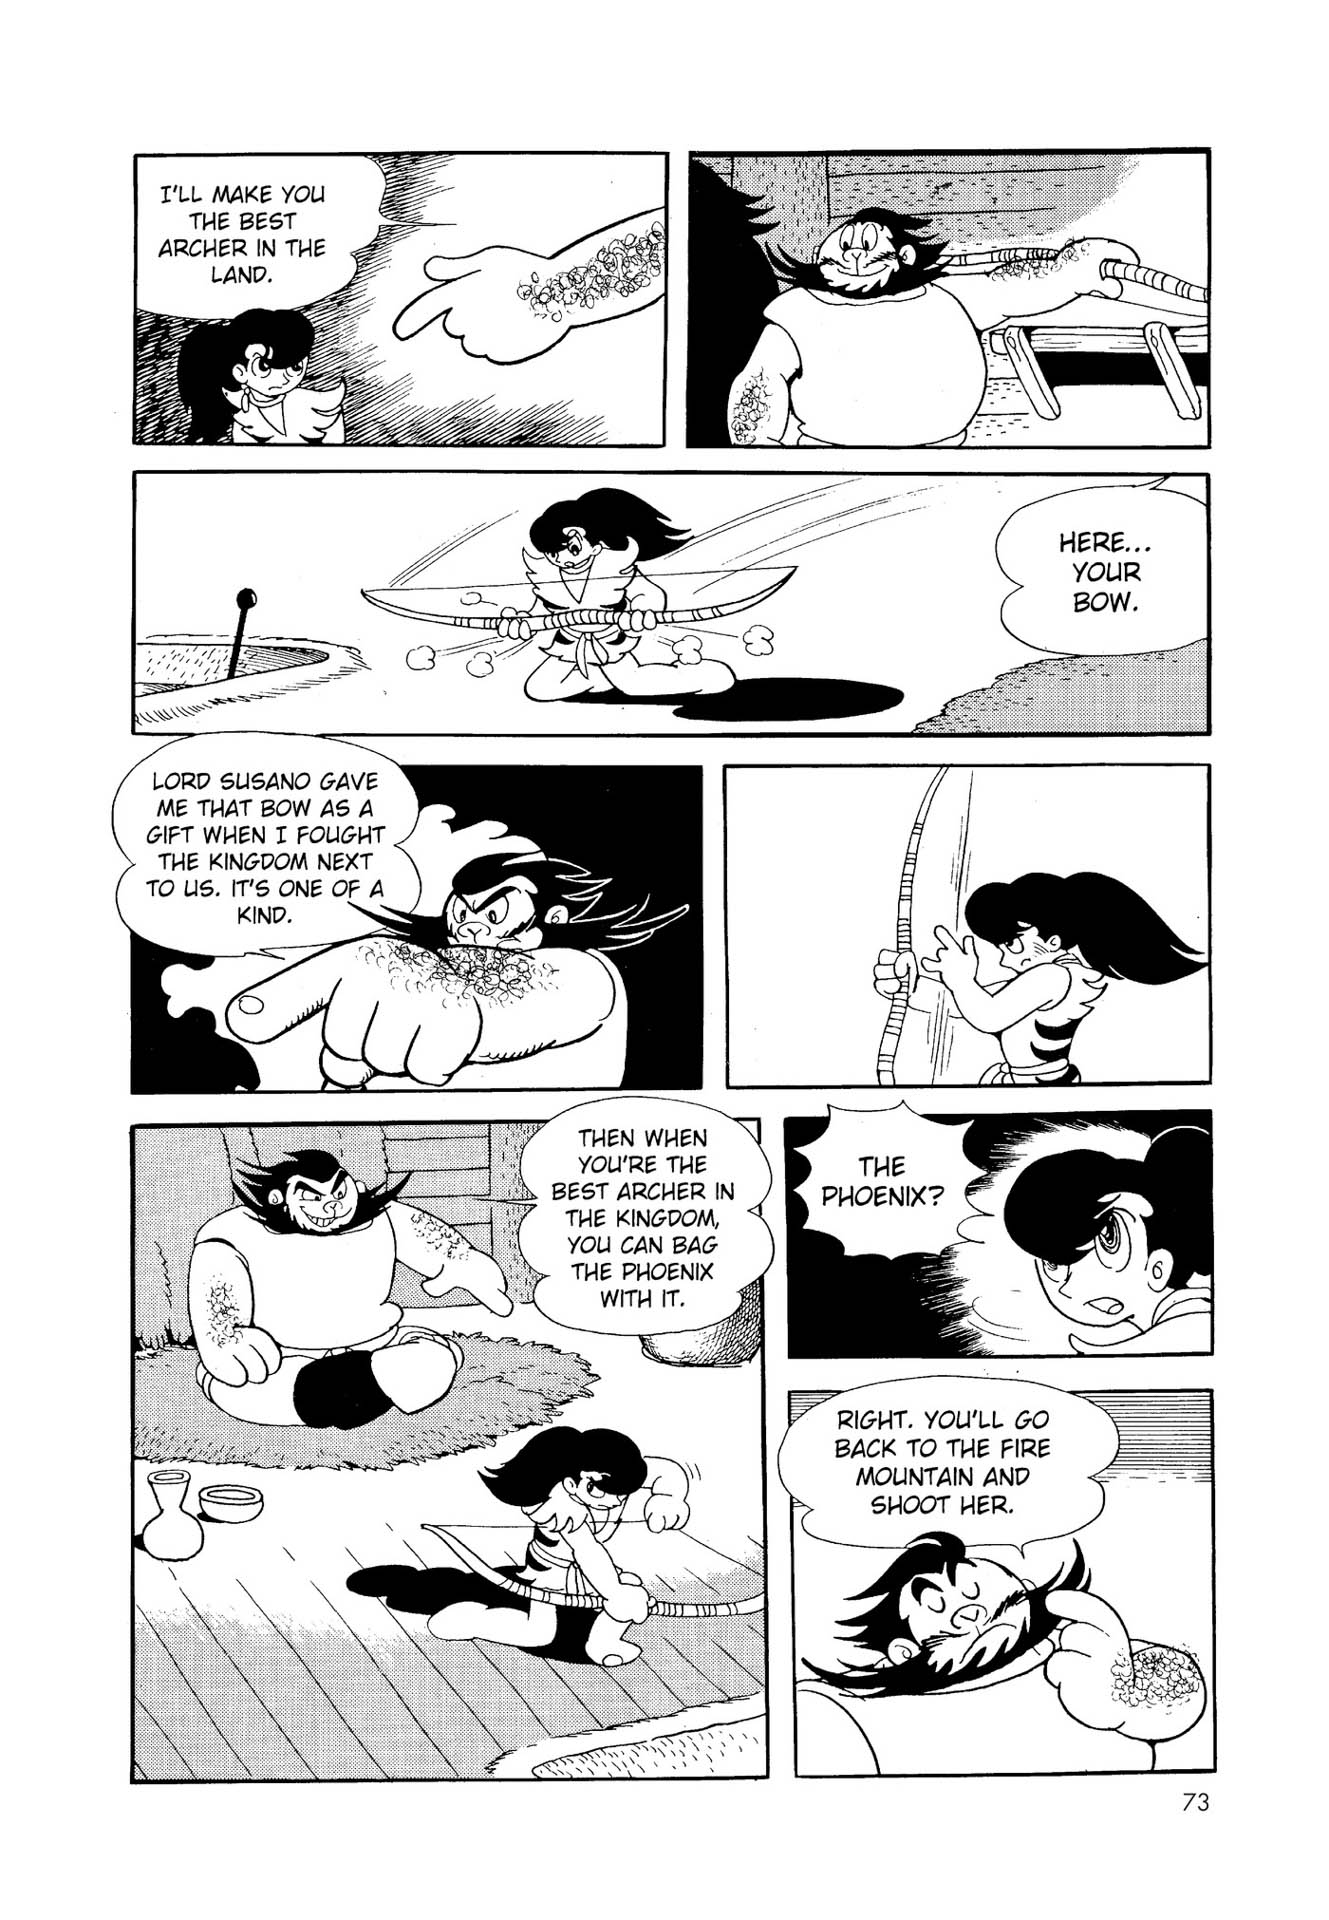 I'LL MAKE YOU
THE BEST
ARCHER IN THE
LAND.
HERE...
YOUR
BOW.
LORD SUSANO GAVE
ME THAT BOW AS A
GIFT WHEN I FOUGHT
THE KINGDOM NEXT
TO US. IT'S ONE OF A
KIND.
THEN WHEN
YOU'RE THE
BEST ARCHER IN
THE KINGDOM,
YOU CAN BAG
THE PHOENIX
WITH IT.
THE
PHOENIX?
RIGHT. YOU'LL GO
BACK TO THE FIRE
MOUNTAIN AND
SHOOT HER.
73